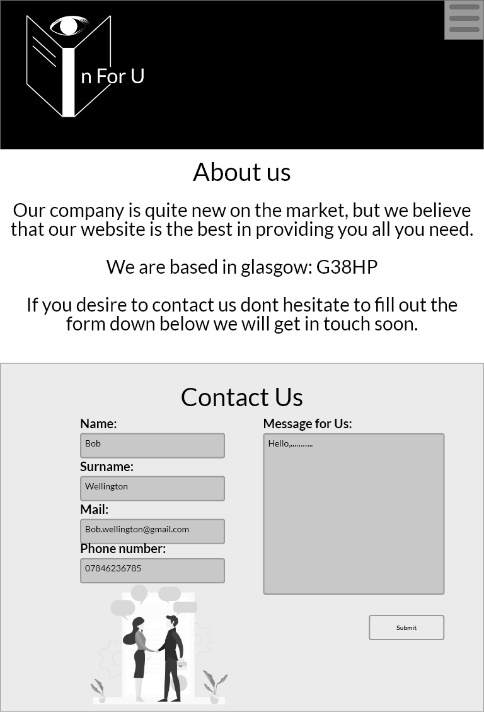 n For U
About us
Our company is quite new on the market, but we believe
that our website is the best in providing you all you need.
We are based in glasgow: G38HP
If you desire to contact us dont hesitate to fill out the
form down below we will get in touch soon.
Contact Us
Name:
Bob
Surname:
Wellington
Mail:
Bob.wellington@gmail.com
Phone number:
07846236785
Message for Us:
Hello,..........
Submit